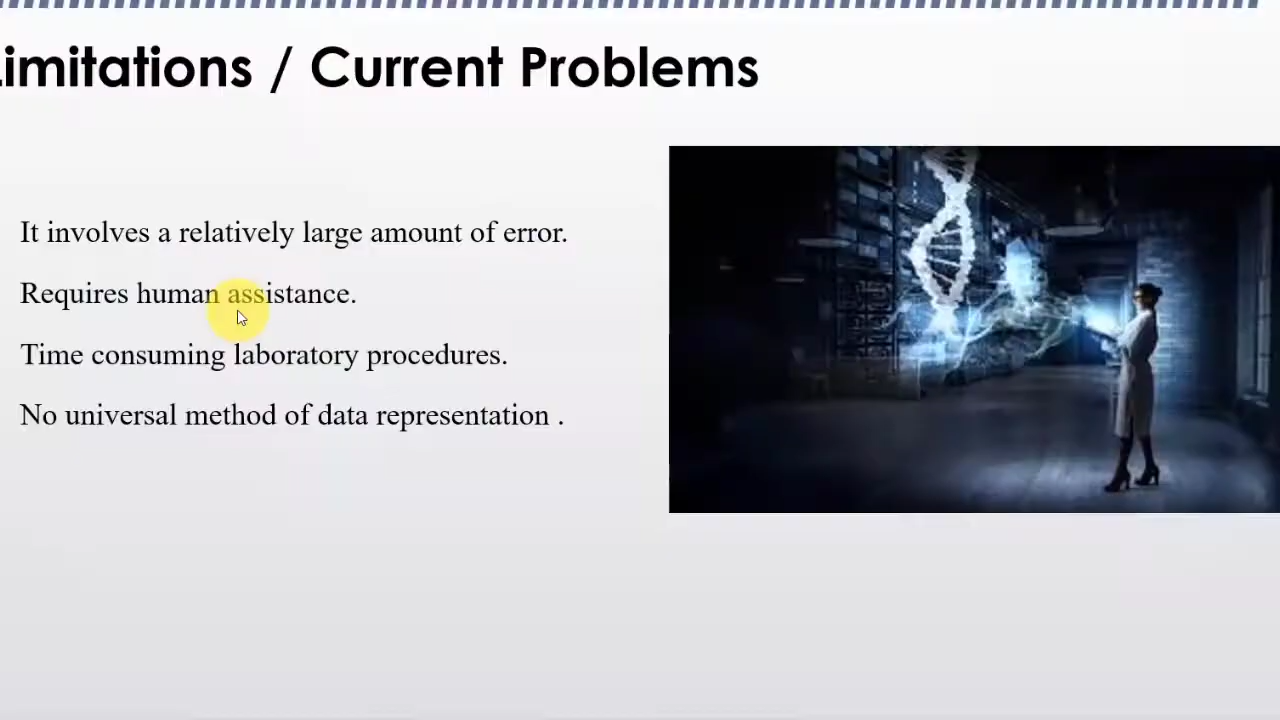 Limitations / Current Problems
It involves a relatively large amount of error.
Requires human assistance.
Time consuming laboratory procedures.
No universal method of data representation .